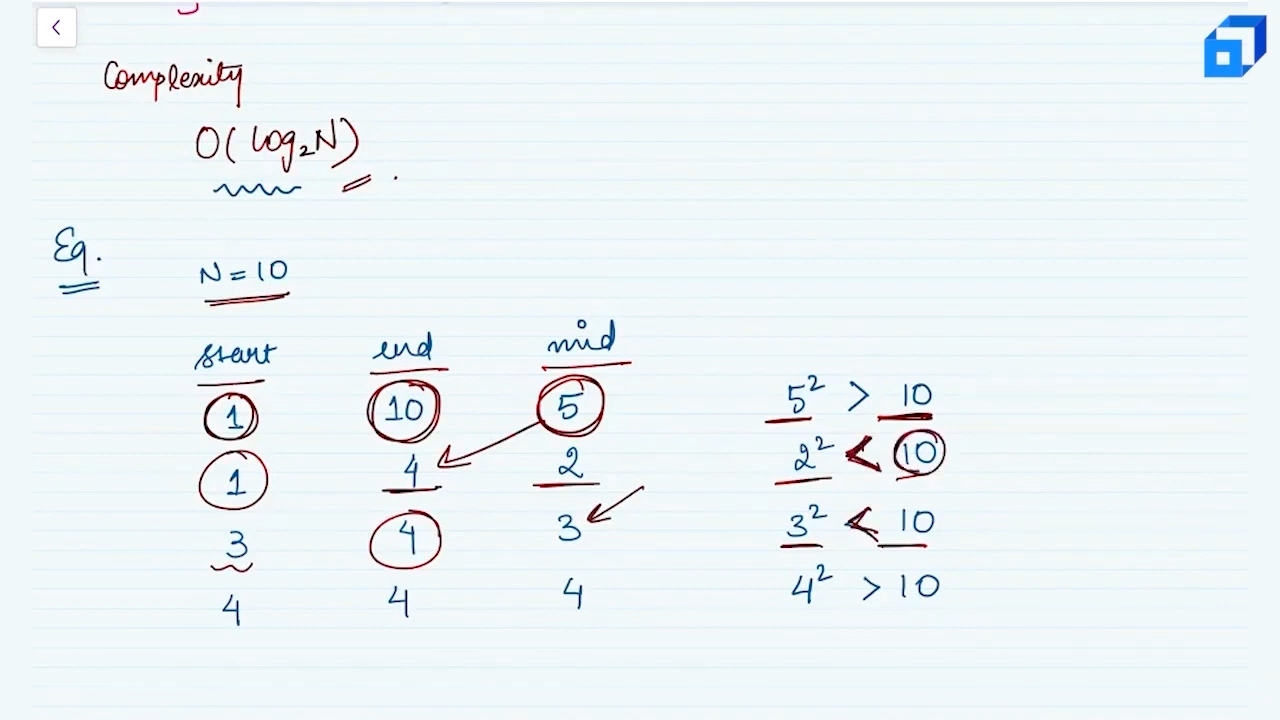 Complexity
O(log₂N)
Eg.
N = 10
start end mid
1 10 5 5² > 10
1 4 2 2² < 10
3 4 3 3² < 10
4 4 4 4² > 10